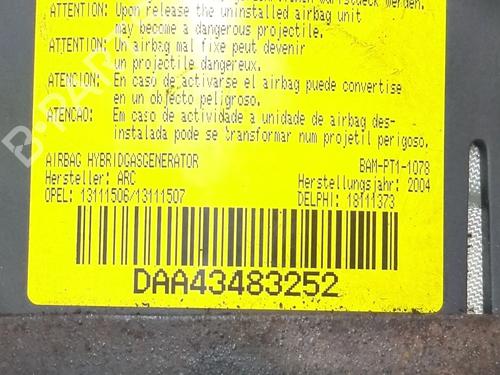 werden.
ATTENTION: Upon release the uninstalled airbag unit
may become a dangerous projectile.
ATTENTION: Un airbag mal fixe peut devenir
un projectile dangereux.
ATENCION: En caso de activarse el airbag puede convertise
en un objeto peligroso.
ATENCAO: Em caso de actividade a unidade de airbag des-
instalada pode se transformar num projetil perigoso.
AIRBAG HYBRIDGASGENERATOR BAM-PT1-1078
Hersteller: ARC Herstellungsjahr: 2004
OPEL: 13111506/13111507 DELPHI: 18111373
DAA43483252
B-PARTS